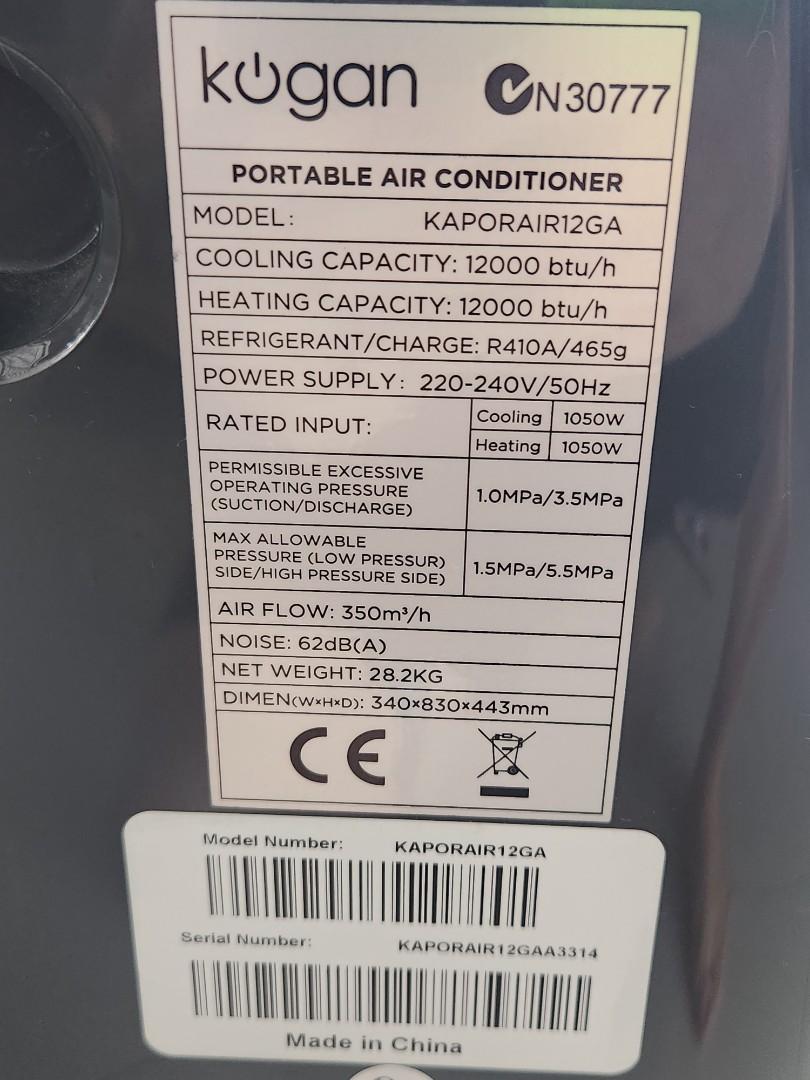 kogan
N30777
PORTABLE AIR CONDITIONER
MODEL: KAPORAIR12GA
COOLING CAPACITY: 12000 btu/h
HEATING CAPACITY: 12000 btu/h
REFRIGERANT/CHARGE: R410A/465g
POWER SUPPLY: 220-240V/50Hz
RATED INPUT:
Cooling 1050W
Heating 1050W
PERMISSIBLE EXCESSIVE
OPERATING PRESSURE
(SUCTION/DISCHARGE)
1.0MPa/3.5MPa
MAX ALLOWABLE
PRESSURE (LOW PRESSUR)
SIDE/HIGH PRESSURE SIDE)
1.5MPa/5.5MPa
AIR FLOW: 350m³/h
NOISE: 62dB(A)
NET WEIGHT: 28.2KG
DIMEN(W×H×D): 340×830×443mm
CE
Model Number: KAPORAIR12GA
Serial Number: KAPORAIR12GAA3314
Made in China